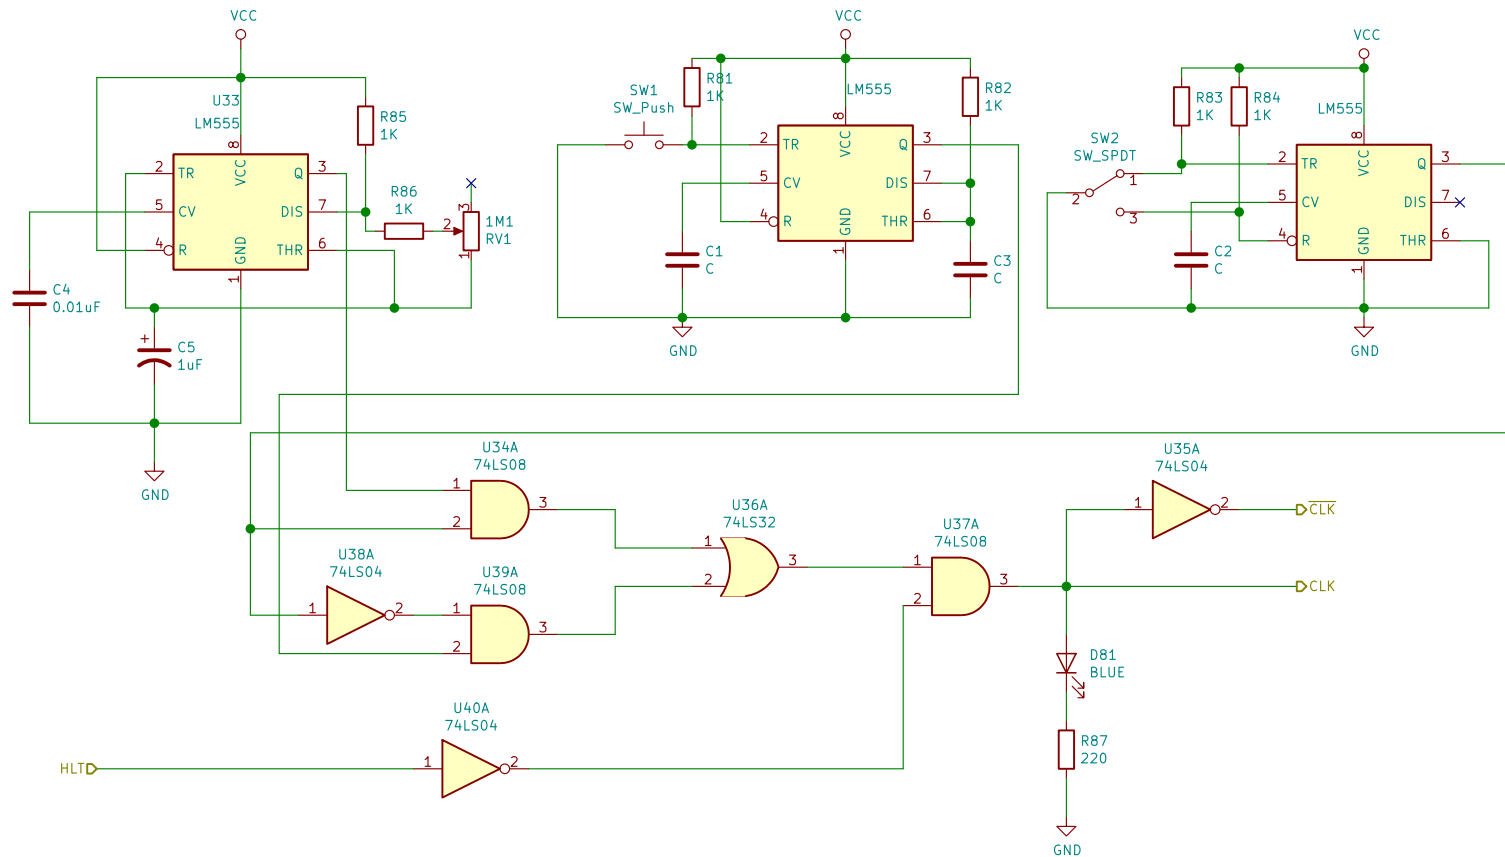 VCC
U33
LM555
2 TR
5 CV
4 R
8 VCC
GND 1
Q 3
DIS 7
THR 6
R85
1K
R86
1K
1M1
RV1
3
2
1
C4
0.01uF
+
C5
1uF
GND
VCC
SW1
SW_Push
R81
1K
LM555
R82
1K
2 TR
5 CV
4 R
8 VCC
GND 1
Q 3
DIS 7
THR 6
C1
C
C3
C
GND
VCC
R83
1K
R84
1K
LM555
SW2
SW_SPDT
1
2
3
2 TR
5 CV
4 R
8 VCC
GND 1
Q 3
DIS 7
THR 6
C2
C
GND
U34A
74LS08
1
2
3
U38A
74LS04
1 2
U39A
74LS08
1
2
3
U36A
74LS32
1
2
3
U37A
74LS08
1
2
3
U35A
74LS04
1 2
CLK
CLK
D81
BLUE
R87
220
GND
U40A
74LS04
HLT
1 2